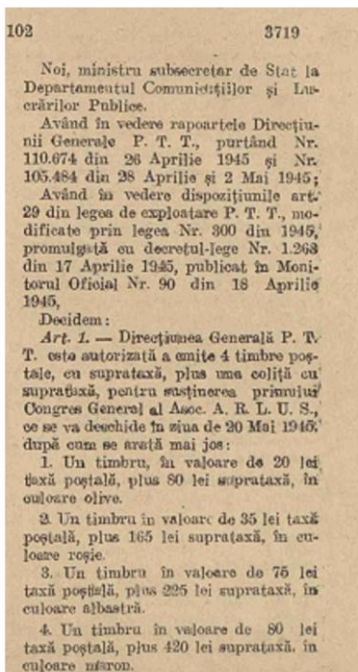 102 3719
Noi, ministru subsecretar de Stat la
Departamentul Comunicațiilor și Lu-
crărilor Publice.
Având în vedere rapoartele Direcțiu-
nii Generale P. T. T., purtând Nr.
110.674 din 26 Aprilie 1945 și Nr.
105.484 din 28 Aprilie și 2 Mai 1945;
Având în vedere dispozițiunile art.
29 din legea de exploatare P. T. T., mo-
dificate prin legea Nr. 300 din 1945,
promulgată cu decretul-lege Nr. 1.263
din 17 Aprilie 1945, publicat în Moni-
torul Oficial Nr. 90 din 18 Aprilie
1945,
Decidem:
Art. 1. — Direcțiunea Generală P. T.
T. este autorizată a emite 4 timbre poș-
tale, cu suprataxă, plus una coliță cu
suprataxă, pentru susținerea primului
Congres General al Asoc. A. R. L. U. S.,
ce se va deschide în ziua de 20 Mai 1945,
după cum se arată mai jos:
1. Un timbru, în valoare de 20 lei
taxă poștală, plus 80 lei suprataxă, în
culoare olive.
2. Un timbru în valoare de 35 lei taxă
poștală, plus 165 lei suprataxă, în cu-
loare roșie.
3. Un timbru în valoare de 75 lei
taxă poștală, plus 225 lei suprataxă, în
culoare albastră.
4. Un timbru în valoare de 80 lei
taxă poștală, plus 420 lei suprataxă, în
culoare maron.